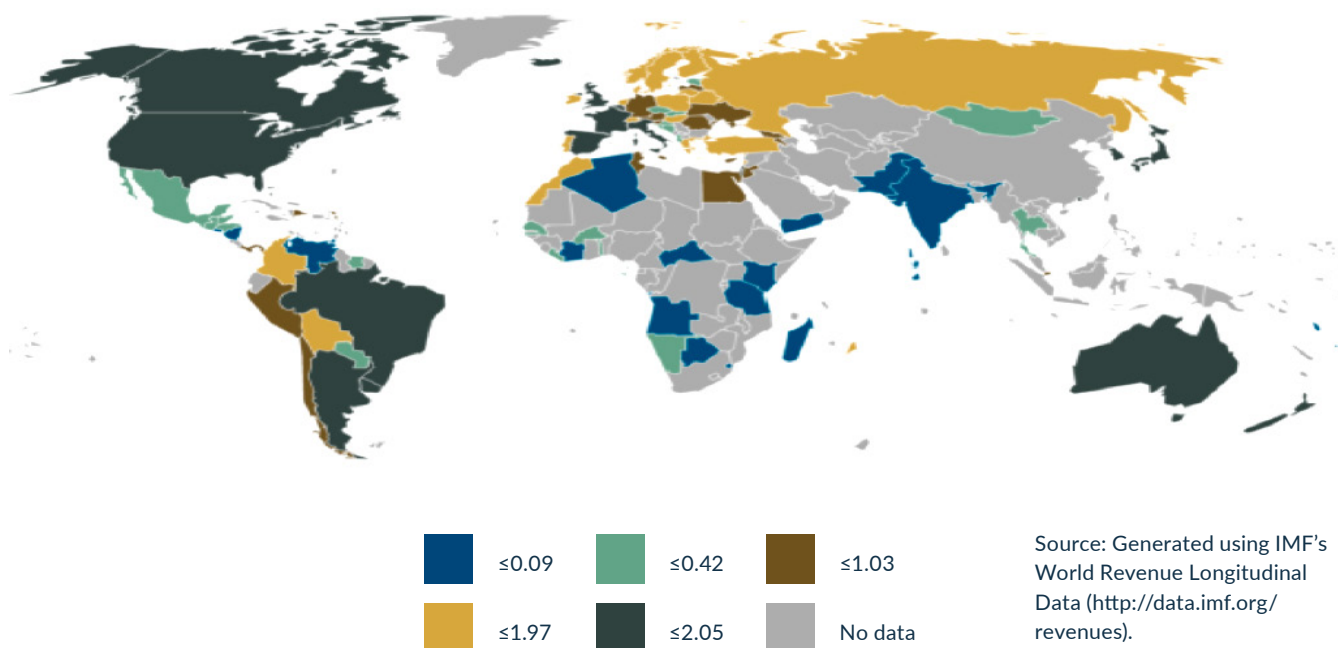 ≤0.09
≤0.42
≤1.03
≤1.97
≤2.05
No data
Source: Generated using IMF's
World Revenue Longitudinal
Data (http://data.imf.org/
revenues).